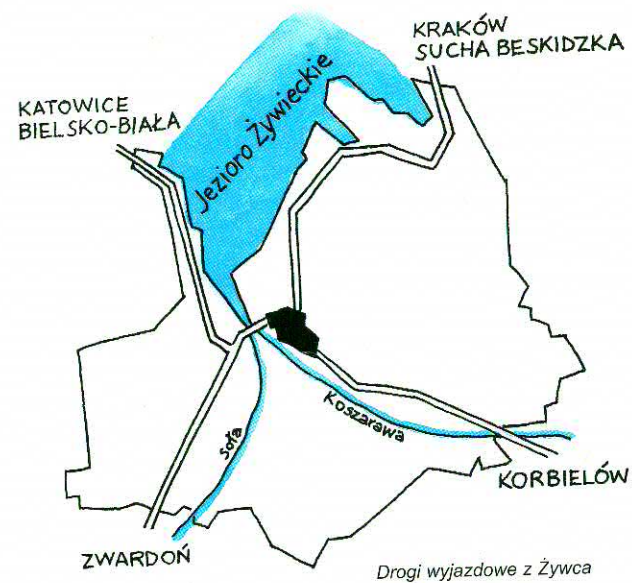 KRAKÓW
SUCHA BESKIDZKA
KATOWICE
BIELSKO-BIAŁA
Jezioro Żywieckie
Koszarawa
Soła
KORBIELÓW
ZWARDOŃ
Drogi wyjazdowe z Żywca